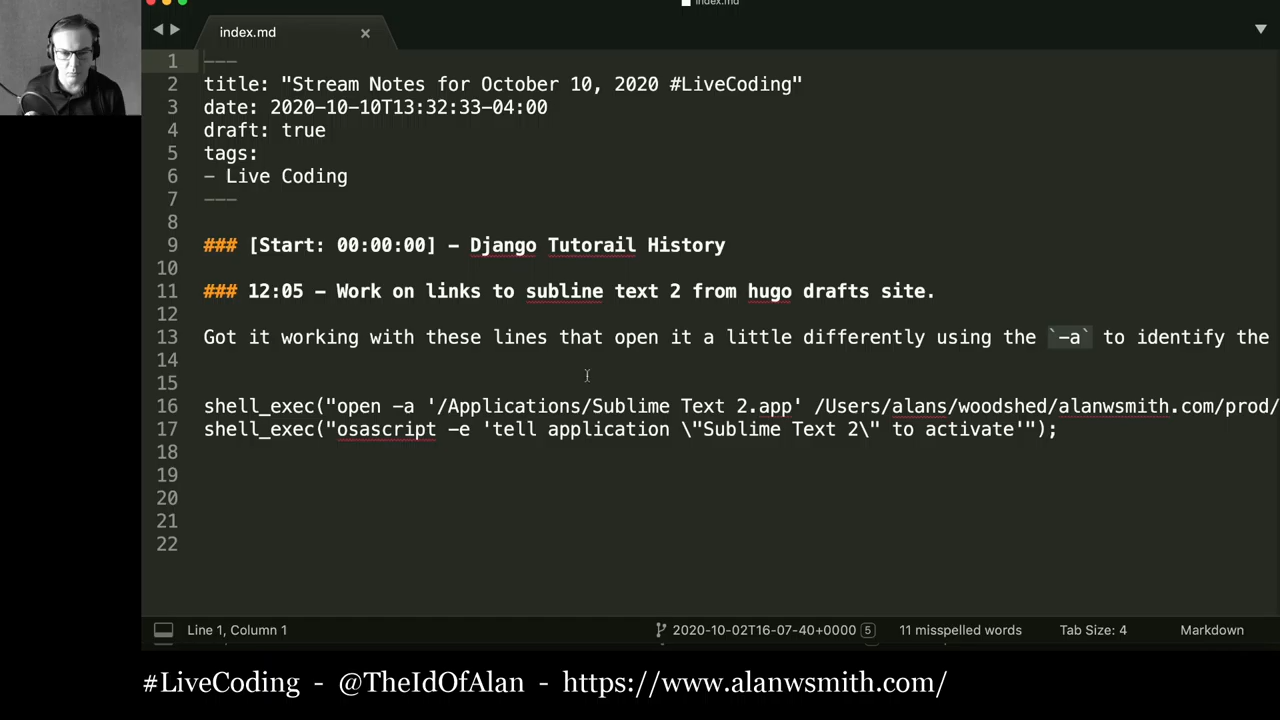 index.md
index.md
1 ---
2 title: "Stream Notes for October 10, 2020 #LiveCoding"
3 date: 2020-10-10T13:32:33-04:00
4 draft: true
5 tags:
6 - Live Coding
7 ---
8
9 ### [Start: 00:00:00] - Django Tutorail History
10
11 ### 12:05 - Work on links to subline text 2 from hugo drafts site.
12
13 Got it working with these lines that open it a little differently using the `-a` to identify the
14
15
16 shell_exec("open -a '/Applications/Sublime Text 2.app' /Users/alans/woodshed/alanwsmith.com/prod/
17 shell_exec("osascript -e 'tell application \"Sublime Text 2\" to activate'");
18
19
20
21
22
Line 1, Column 1 2020-10-02T16-07-40+0000 5 11 misspelled words Tab Size: 4 Markdown
#LiveCoding - @TheIdOfAlan - https://www.alanwsmith.com/